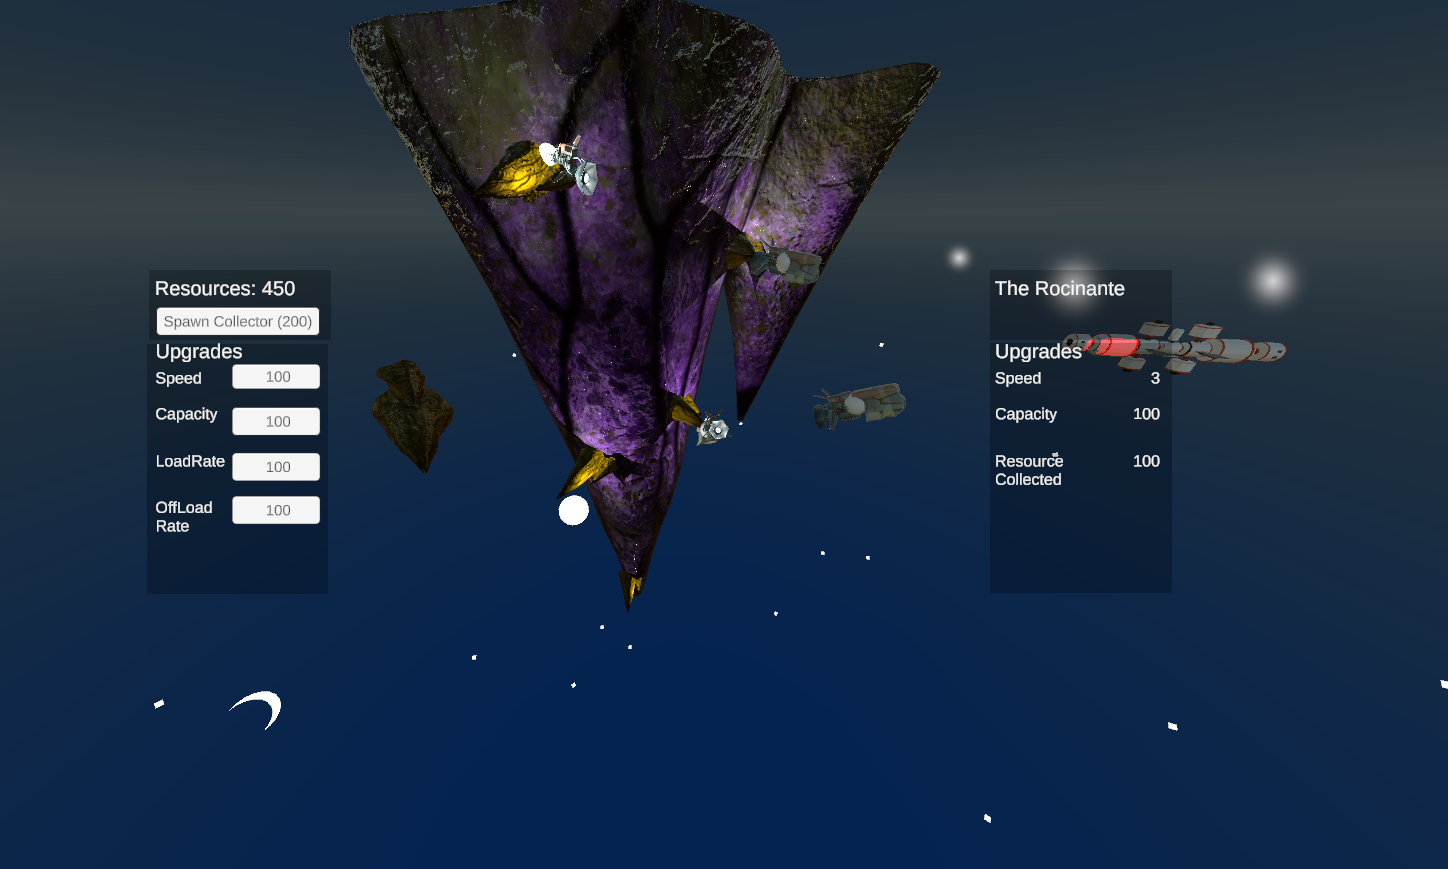 Resources: 450
Spawn Collector (200)
Upgrades
Speed 100
Capacity 100
LoadRate 100
OffLoad 100
Rate
The Rocinante
Upgrades
Speed 3
Capacity 100
Resource 100
Collected